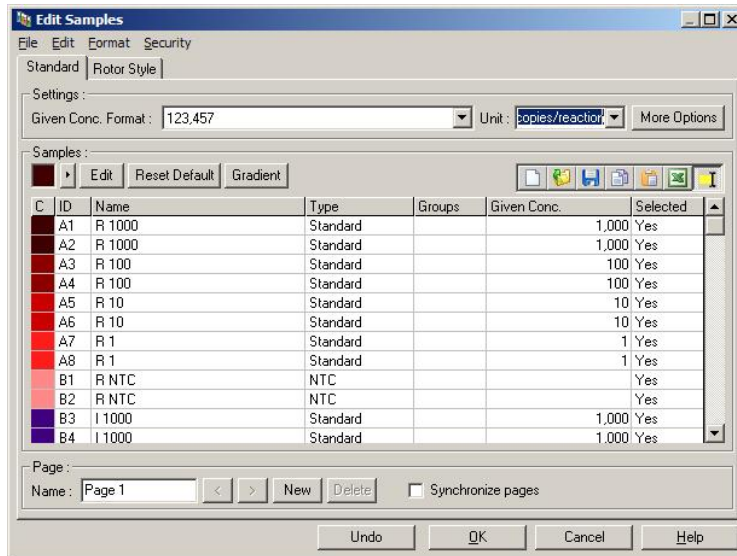 Edit Samples
File Edit Format Security
Standard Rotor Style
Settings :
Given Conc. Format : 123,457 Unit : copies/reaction More Options
Samples :
Edit Reset Default Gradient
C ID Name Type Groups Given Conc. Selected
A1 R 1000 Standard 1,000 Yes
A2 R 1000 Standard 1,000 Yes
A3 R 100 Standard 100 Yes
A4 R 100 Standard 100 Yes
A5 R 10 Standard 10 Yes
A6 R 10 Standard 10 Yes
A7 R 1 Standard 1 Yes
A8 R 1 Standard 1 Yes
B1 R NTC NTC Yes
B2 R NTC NTC Yes
B3 I 1000 Standard 1,000 Yes
B4 I 1000 Standard 1,000 Yes
Page :
Name : Page 1 < > New Delete Synchronize pages
Undo OK Cancel Help